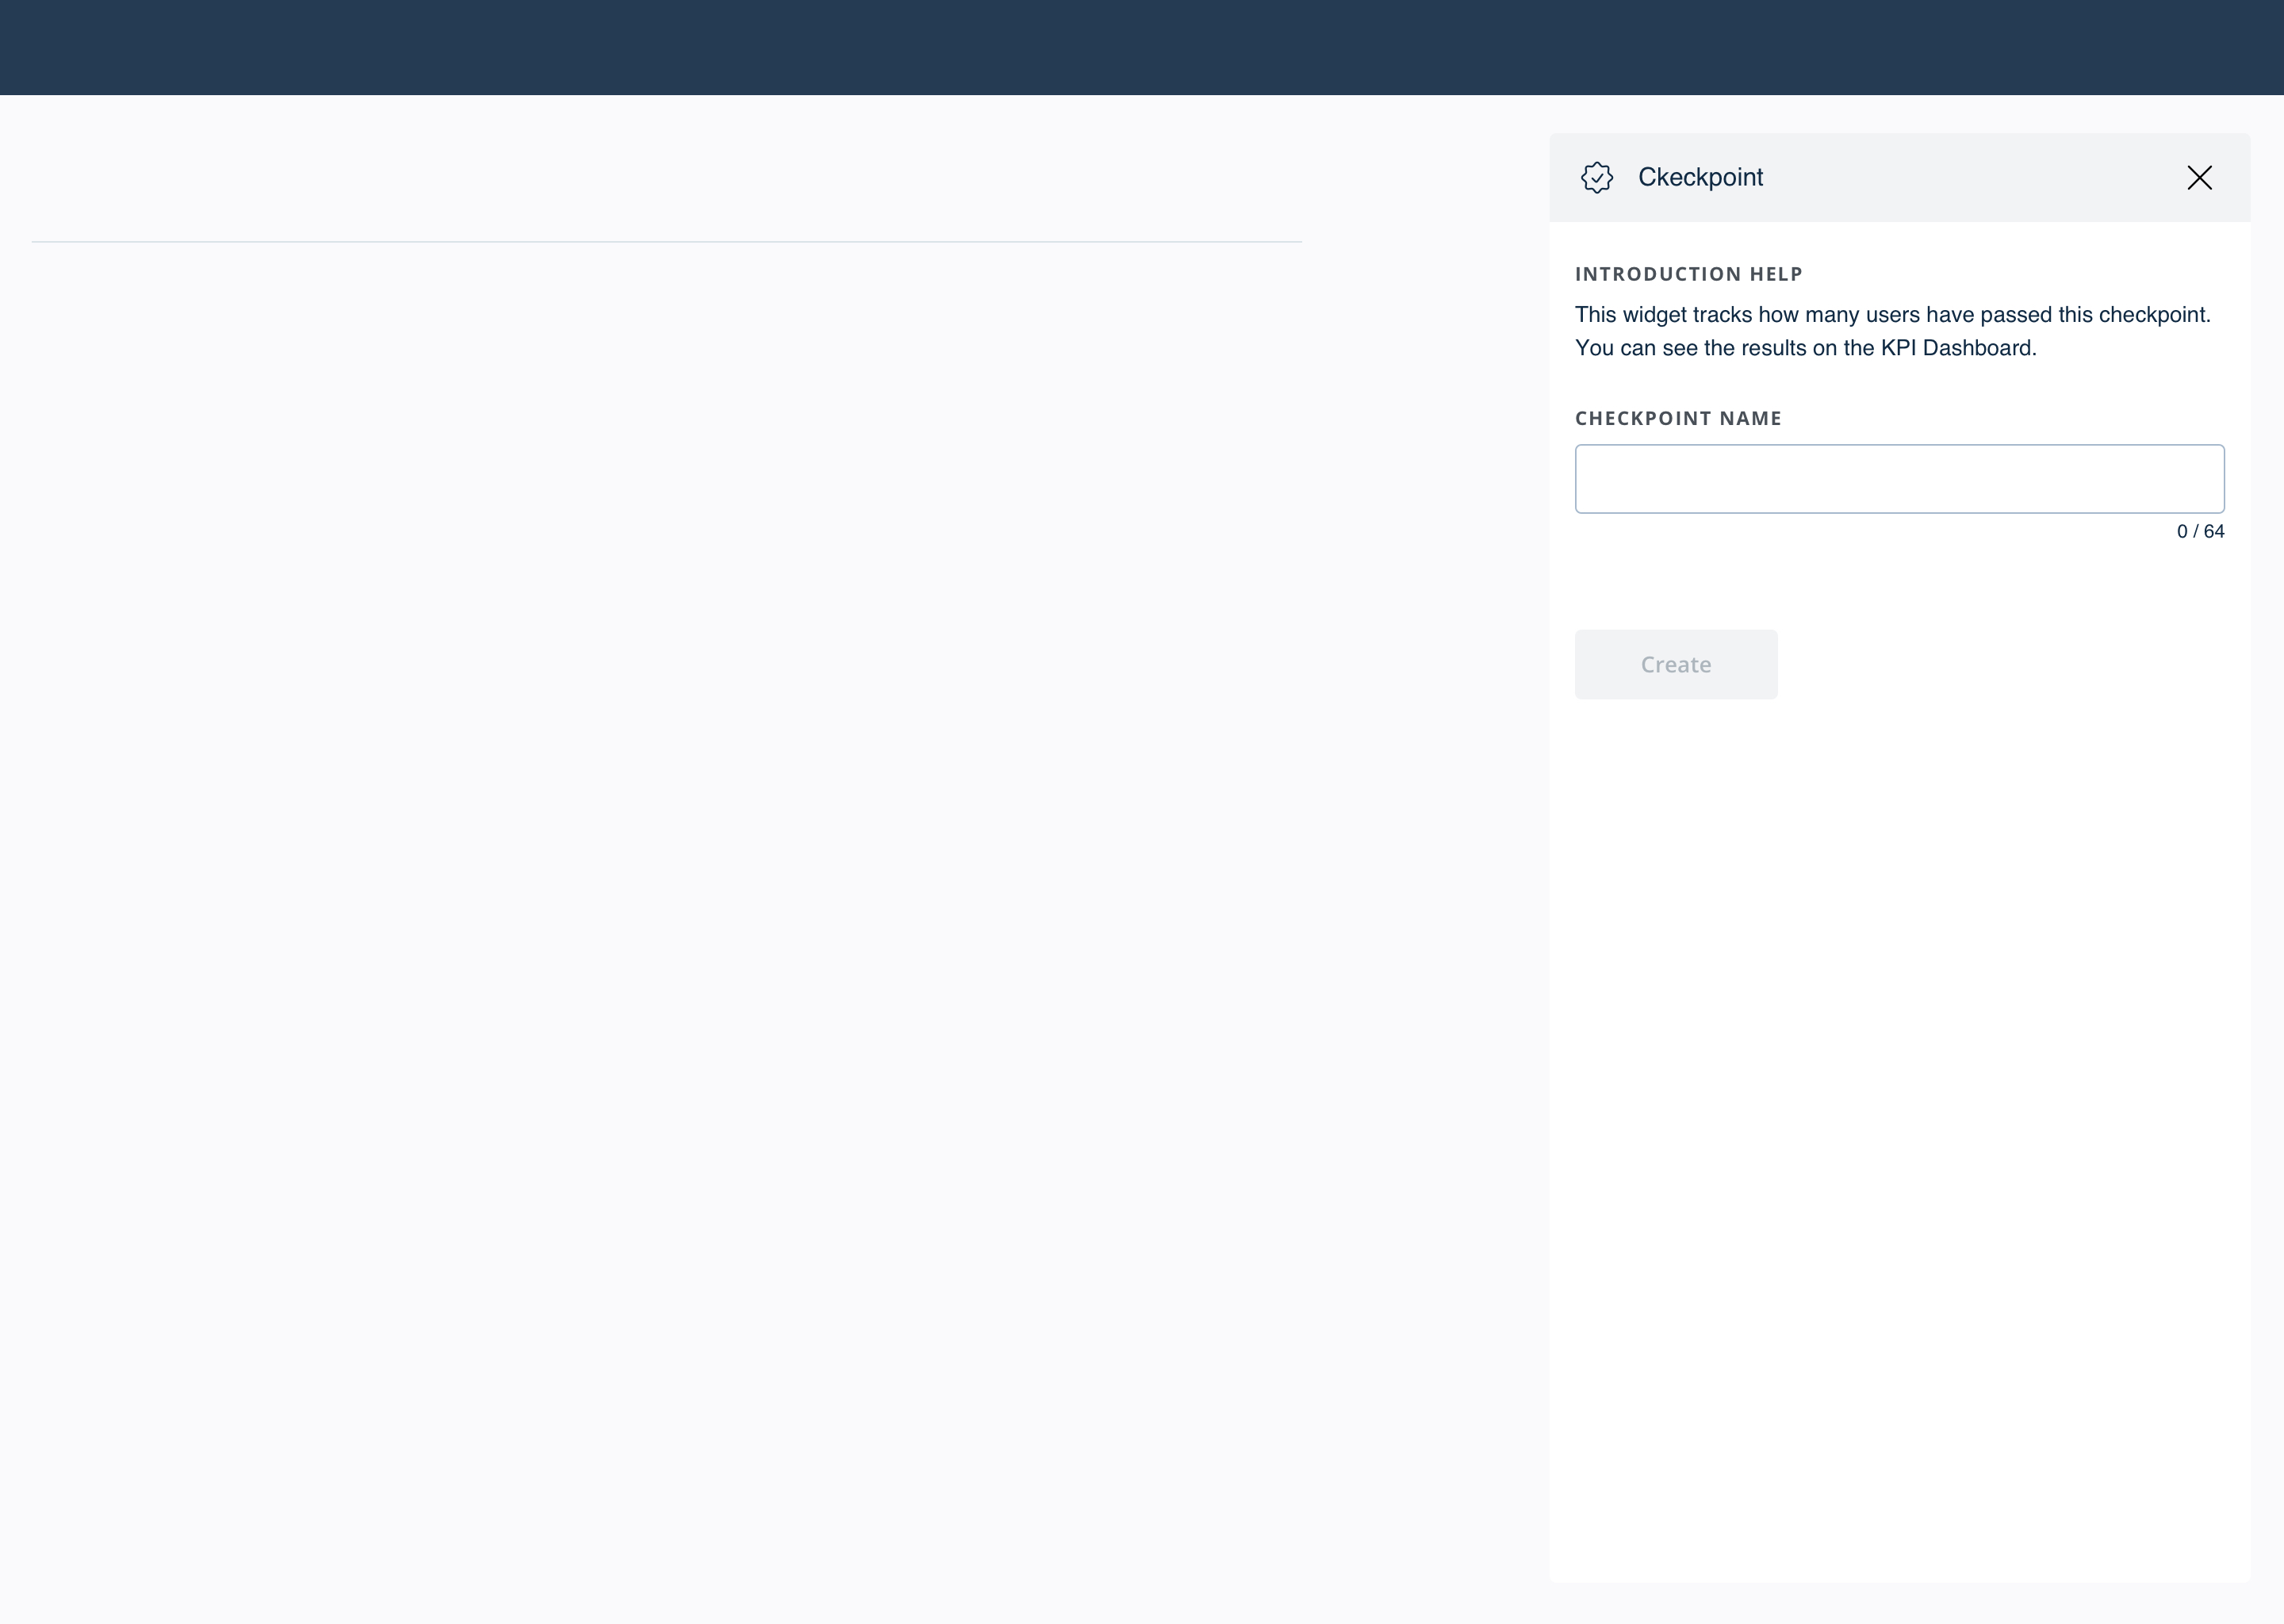 Ckeckpoint
INTRODUCTION HELP
This widget tracks how many users have passed this checkpoint.
You can see the results on the KPI Dashboard.
CHECKPOINT NAME
0 / 64
Create